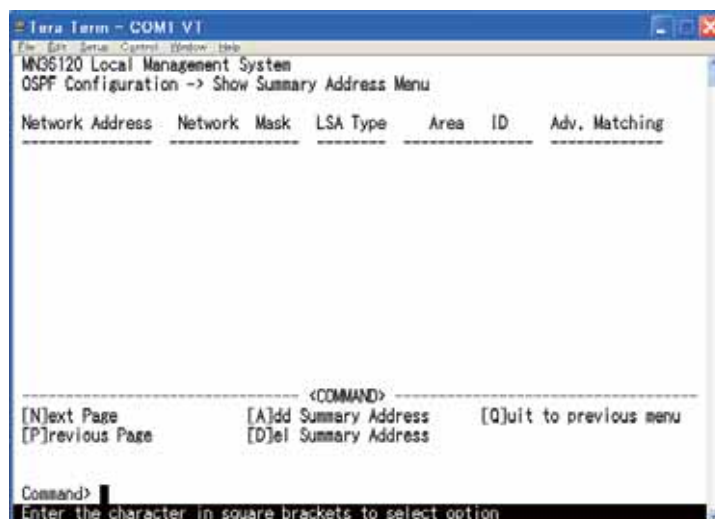 Tera Term - COM1 VT
File Edit Setup Control Window Help
MN36120 Local Management System
OSPF Configuration -> Show Summary Address Menu
Network Address Network Mask LSA Type Area ID Adv. Matching
--------------- --------------- -------- --------------- -------------
-------------------------------- <COMMAND> -----------------------------------
[N]ext Page [A]dd Summary Address [Q]uit to previous menu
[P]revious Page [D]el Summary Address
Command>
Enter the character in square brackets to select option